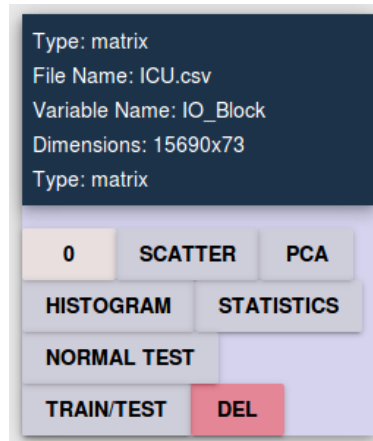 Type: matrix
File Name: ICU.csv
Variable Name: IO_Block
Dimensions: 15690x73
Type: matrix
0 SCATTER PCA
HISTOGRAM STATISTICS
NORMAL TEST
TRAIN/TEST DEL